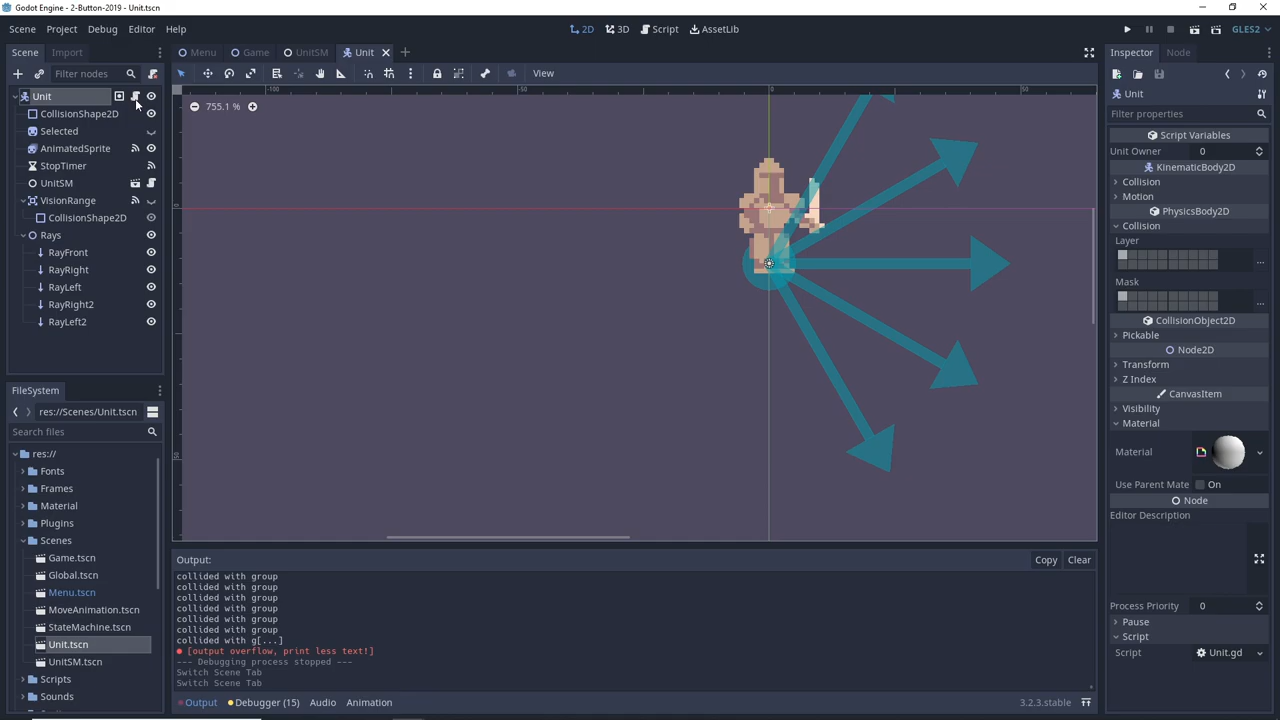 Godot Engine - 2-Button-2019 - Unit.tscn
Scene Project Debug Editor Help
2D 3D Script AssetLib
GLES2
Scene Import
Menu Game UnitSM Unit
Inspector Node
Filter nodes
View
Unit
CollisionShape2D
Selected
AnimatedSprite
StopTimer
UnitSM
VisionRange
CollisionShape2D
Rays
RayFront
RayRight
RayLeft
RayRight2
RayLeft2
-100 -50 0 50
755.1 %
0
50
Unit
Filter properties
Script Variables
Unit Owner 0
KinematicBody2D
Collision
Motion
PhysicsBody2D
Collision
Layer
Mask
CollisionObject2D
Pickable
Node2D
Transform
Z Index
CanvasItem
Visibility
Material
Material
Use Parent Mate On
Node
Editor Description
Process Priority 0
Pause
Script
Script Unit.gd
FileSystem
res://Scenes/Unit.tscn
Search files
res://
Fonts
Frames
Material
Plugins
Scenes
Game.tscn
Global.tscn
Menu.tscn
MoveAnimation.tscn
StateMachine.tscn
Unit.tscn
UnitSM.tscn
Scripts
Sounds
Output: Copy Clear
collided with group
collided with group
collided with group
collided with group
collided with group
collided with group
collided with g[...]
[output overflow, print less text!]
--- Debugging process stopped ---
Switch Scene Tab
Switch Scene Tab
Output Debugger (15) Audio Animation
3.2.3.stable